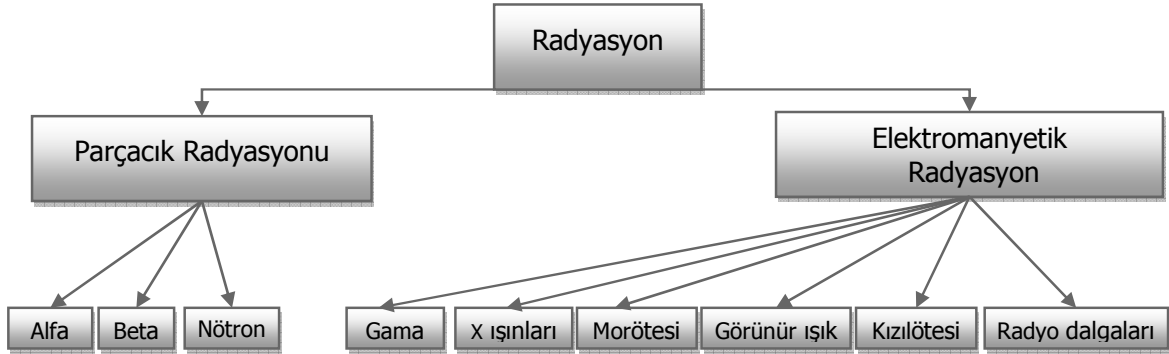 Radyasyon
Parçacık Radyasyonu
Elektromanyetik
Radyasyon
Alfa
Beta
Nötron
Gama
X ışınları
Morötesi
Görünür ışık
Kızılötesi
Radyo dalgaları